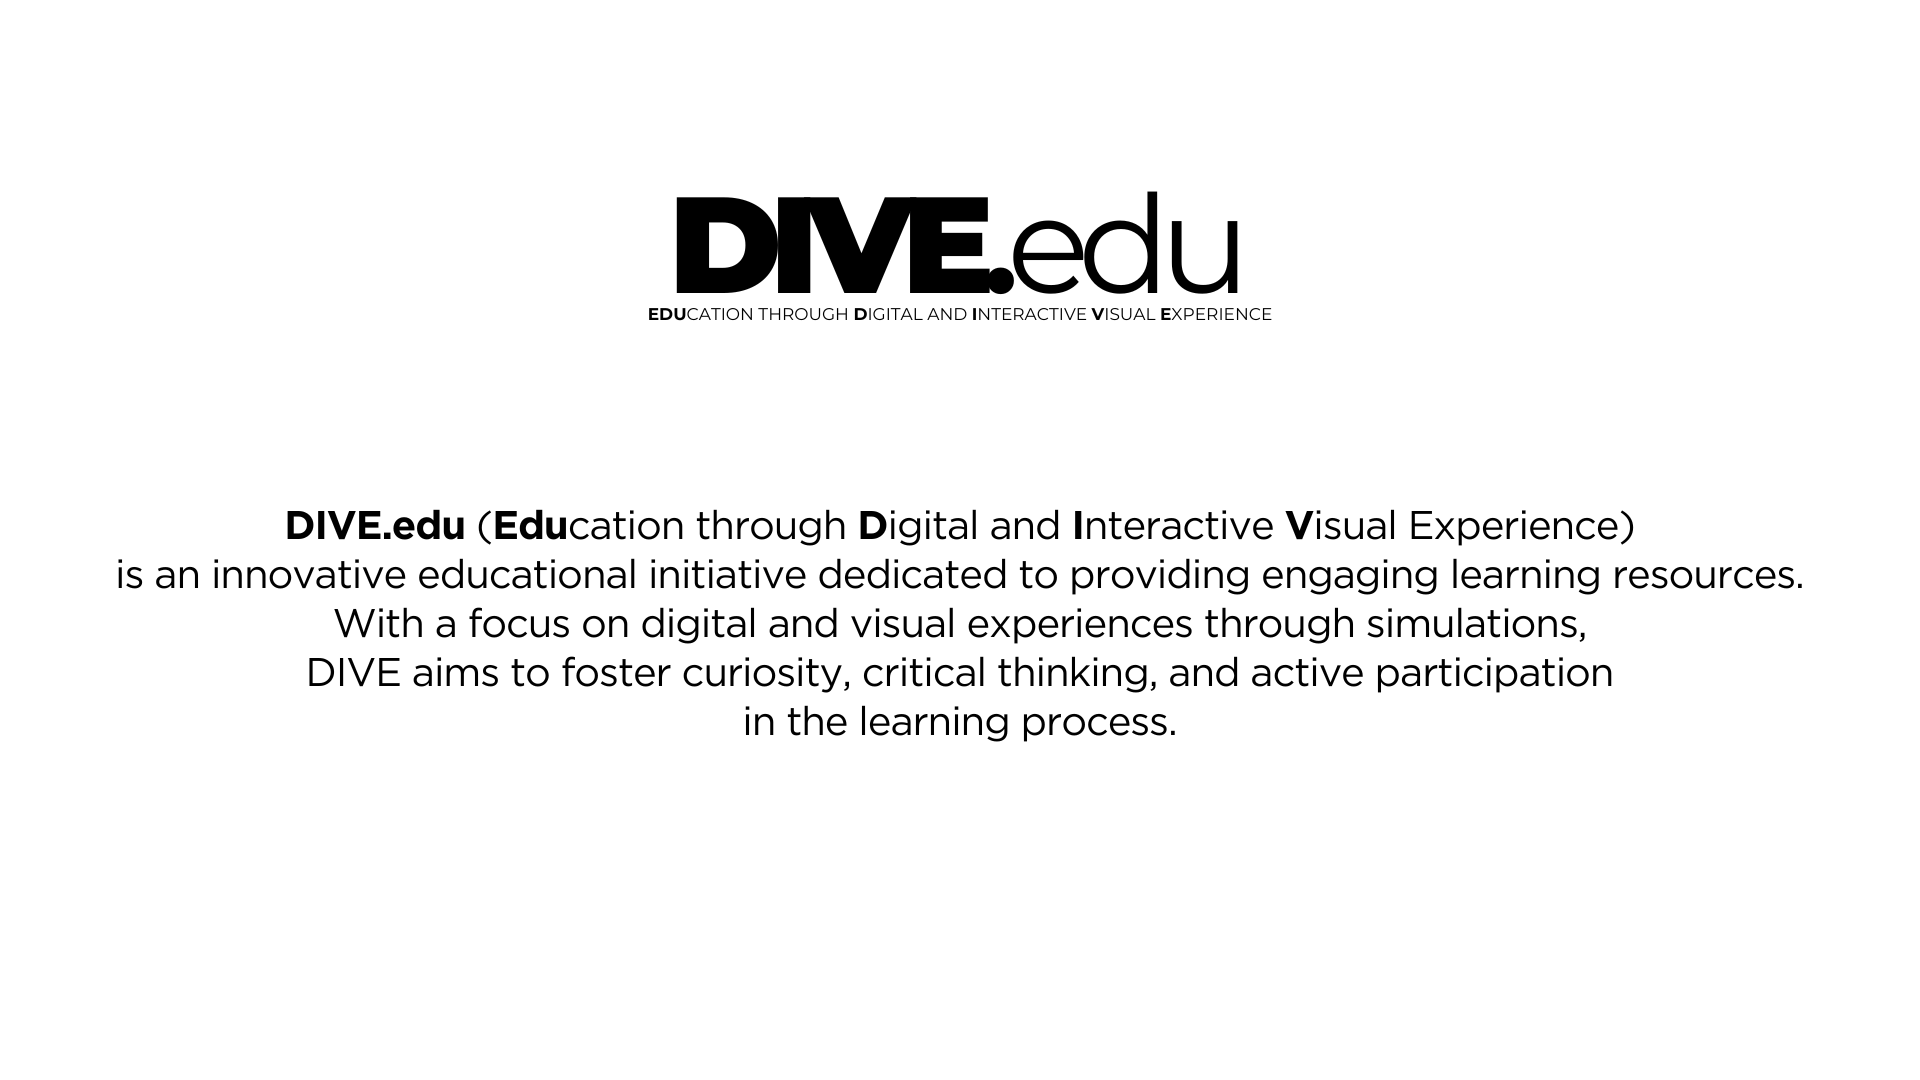 DIVE.edu
EDUCATION THROUGH DIGITAL AND INTERACTIVE VISUAL EXPERIENCE
DIVE.edu (Education through Digital and Interactive Visual Experience)
is an innovative educational initiative dedicated to providing engaging learning resources.
With a focus on digital and visual experiences through simulations,
DIVE aims to foster curiosity, critical thinking, and active participation
in the learning process.